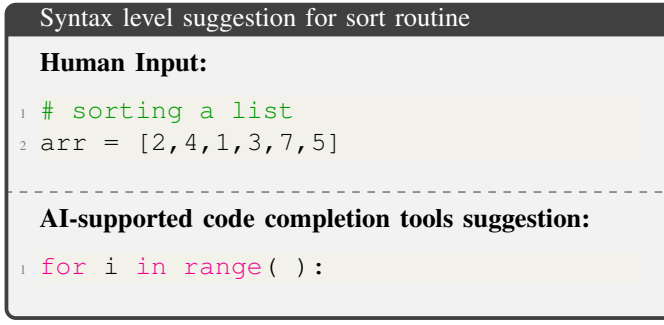 Syntax level suggestion for sort routine
Human Input:
1 # sorting a list
2 arr = [2,4,1,3,7,5]
AI-supported code completion tools suggestion:
1 for i in range( ):